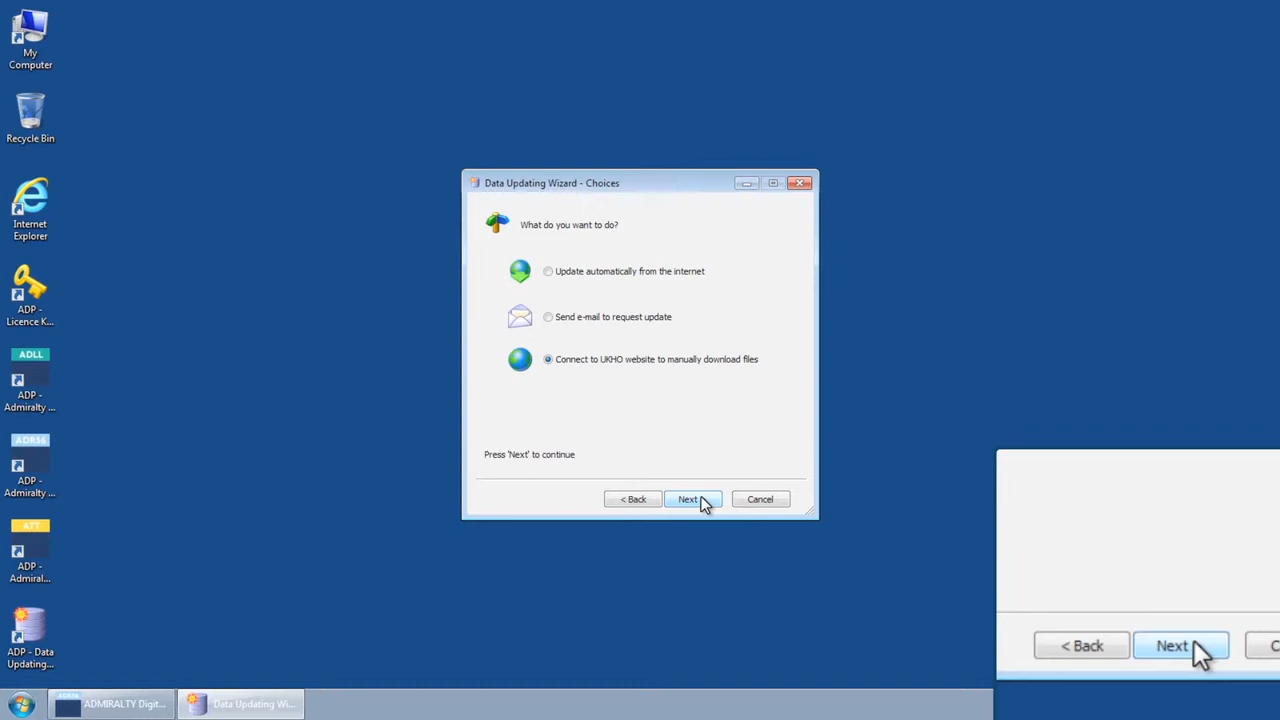 My
Computer
Recycle Bin
Internet
Explorer
ADP -
Licence K...
ADLL
ADP -
Admiralty ...
ADRS6
ADP -
Admiralty ...
ATT
ADP -
Admiral...
ADP - Data
Updating...
Data Updating Wizard - Choices
What do you want to do?
Update automatically from the internet
Send e-mail to request update
Connect to UKHO website to manually download files
Press 'Next' to continue
< Back
Next
Cancel
< Back
Next
C
ADRS6
ADMIRALTY Digit...
Data Updating Wi...